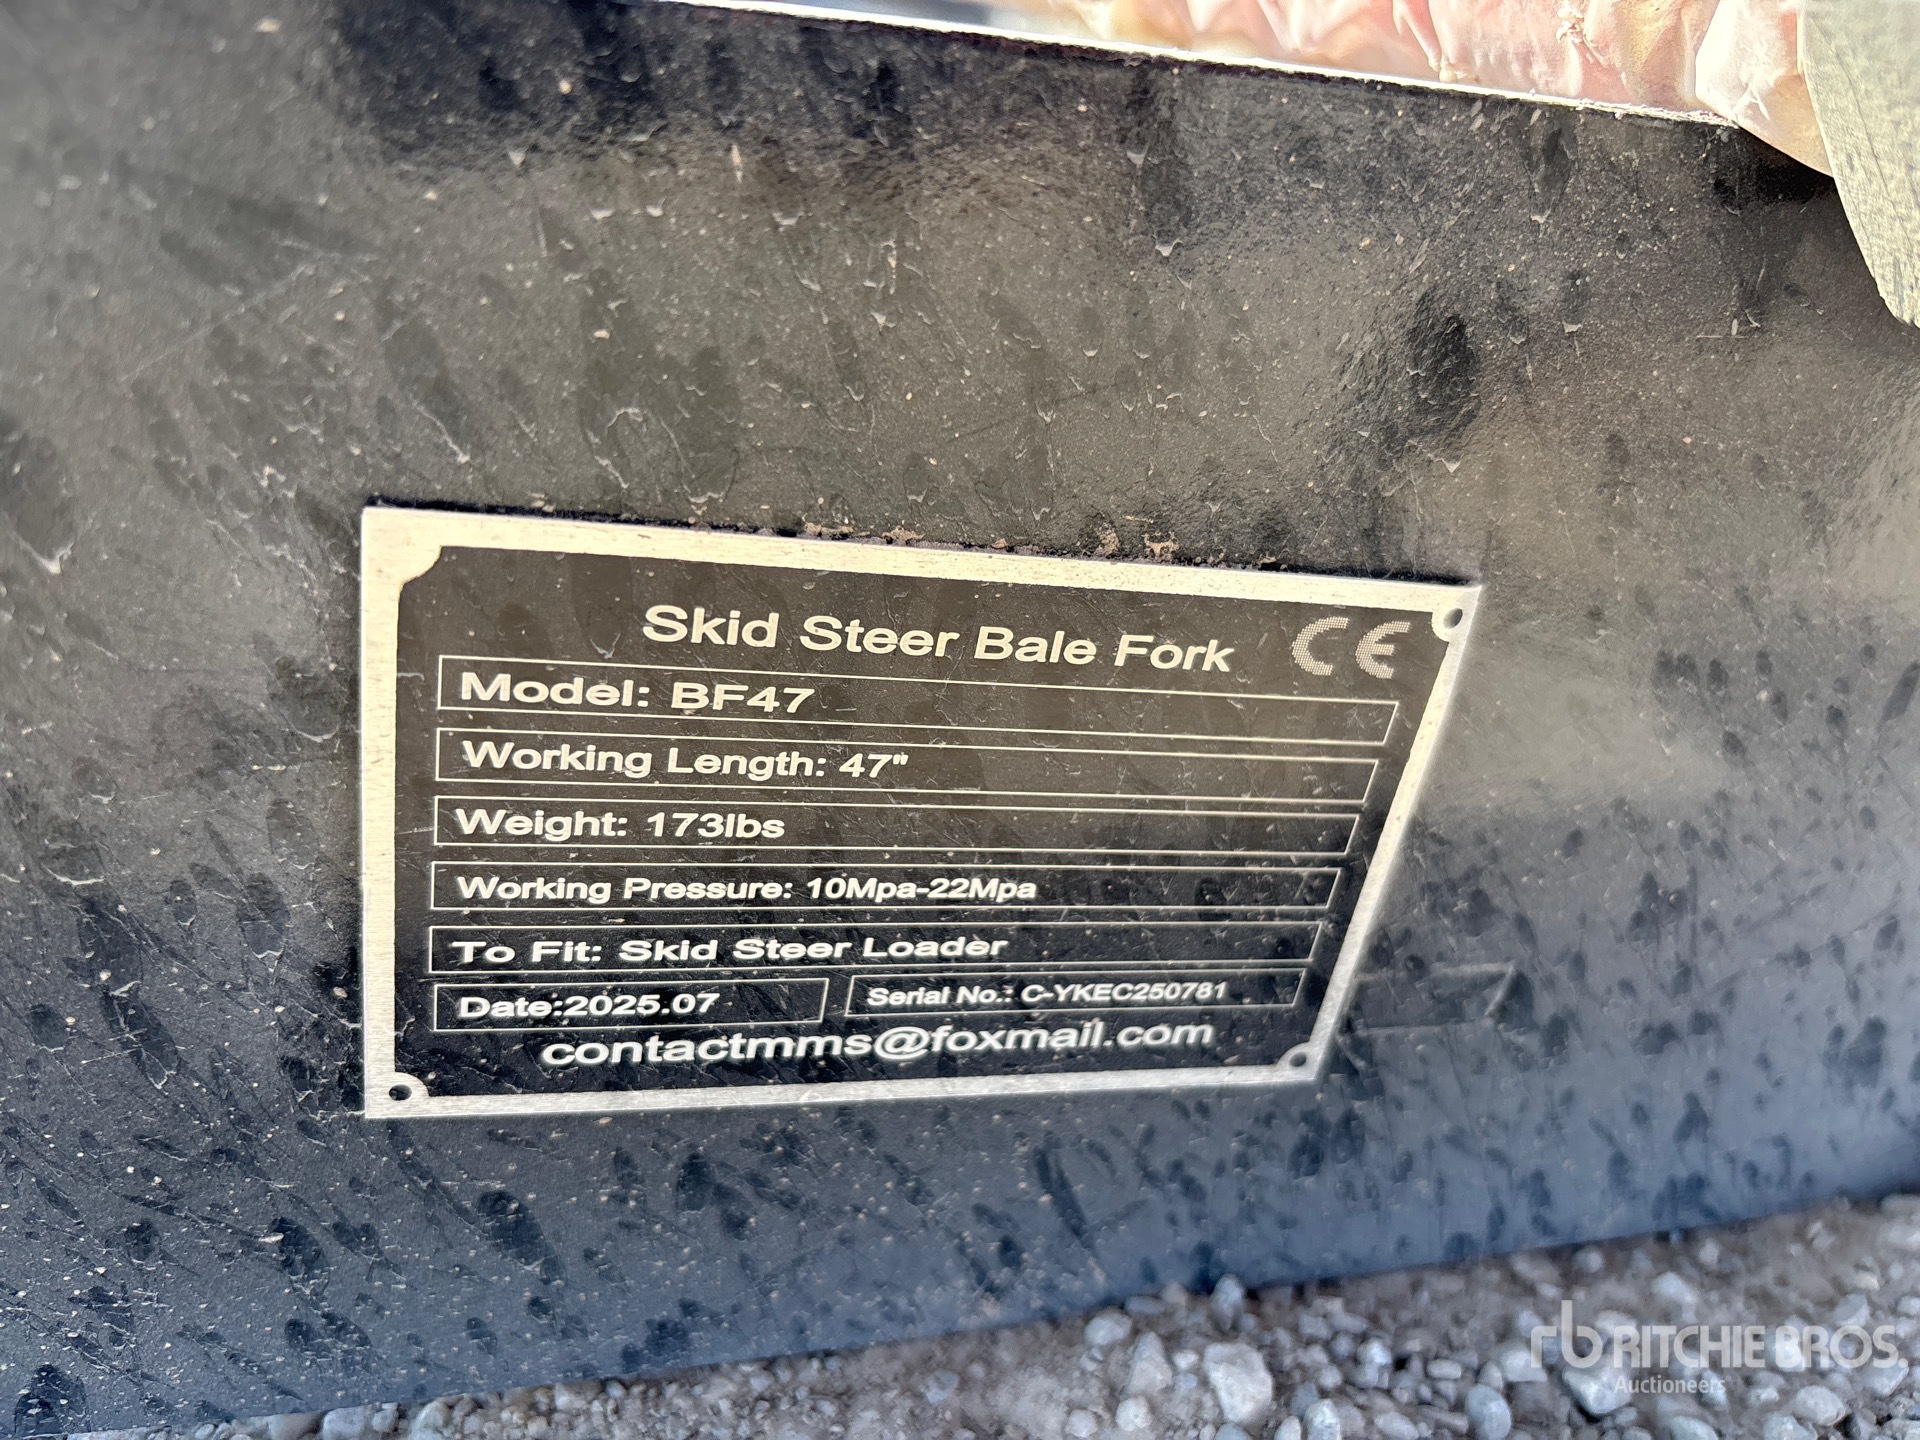 Skid Steer Bale Fork CE
Model: BF47
Working Length: 47"
Weight: 173lbs
Working Pressure: 10Mpa-22Mpa
To Fit: Skid Steer Loader
Date:2025.07 Serial No.: C-YKEC250781
contactmms@foxmail.com
rb RITCHIE BROS.
Auctioneers